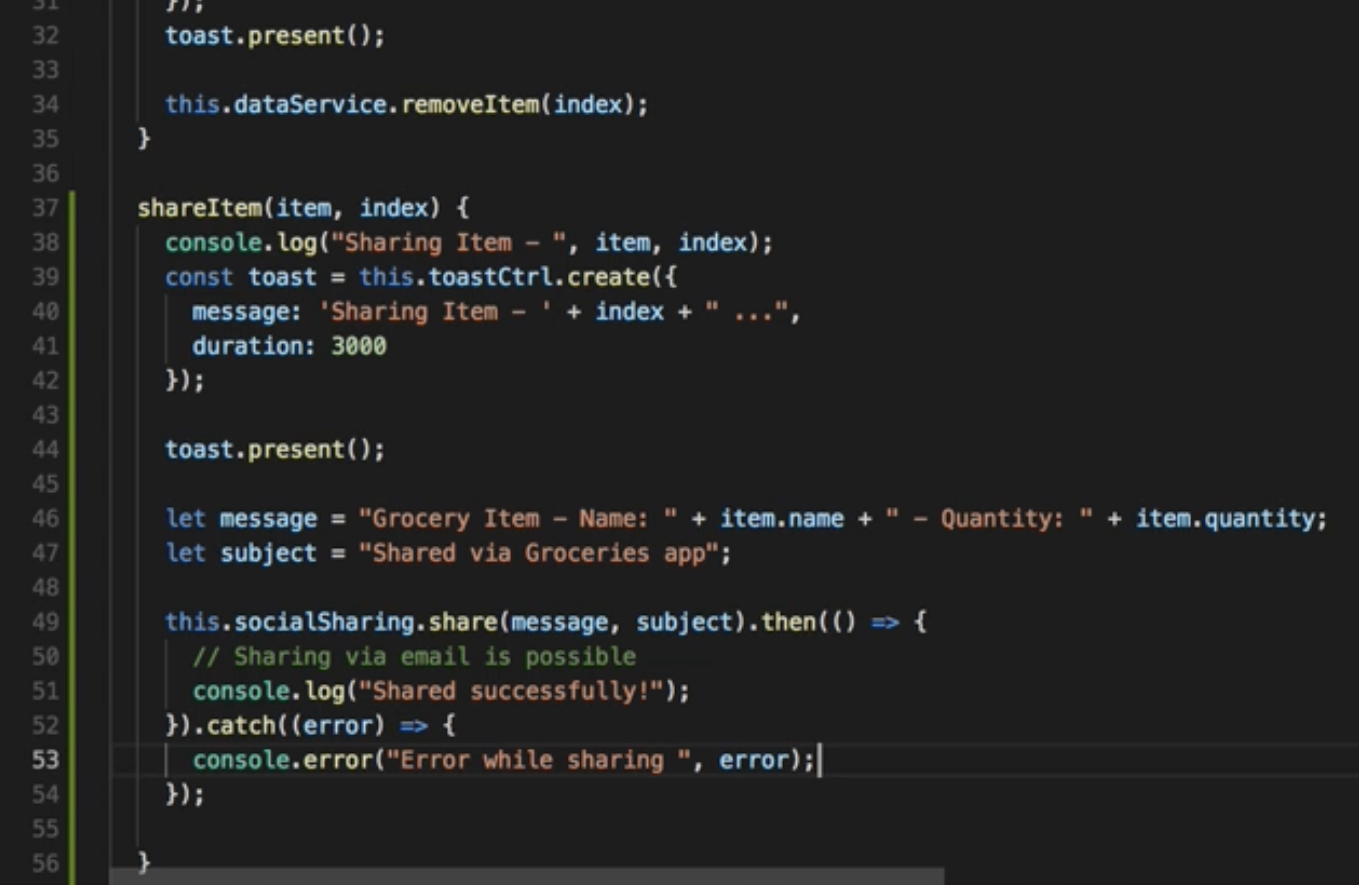 31 });
32 toast.present();
33
34 this.dataService.removeItem(index);
35 }
36
37 shareItem(item, index) {
38 console.log("Sharing Item – ", item, index);
39 const toast = this.toastCtrl.create({
40 message: 'Sharing Item – ' + index + " ...",
41 duration: 3000
42 });
43
44 toast.present();
45
46 let message = "Grocery Item – Name: " + item.name + " – Quantity: " + item.quantity;
47 let subject = "Shared via Groceries app";
48
49 this.socialSharing.share(message, subject).then(() => {
50 // Sharing via email is possible
51 console.log("Shared successfully!");
52 }).catch((error) => {
53 console.error("Error while sharing ", error);
54 });
55
56 }